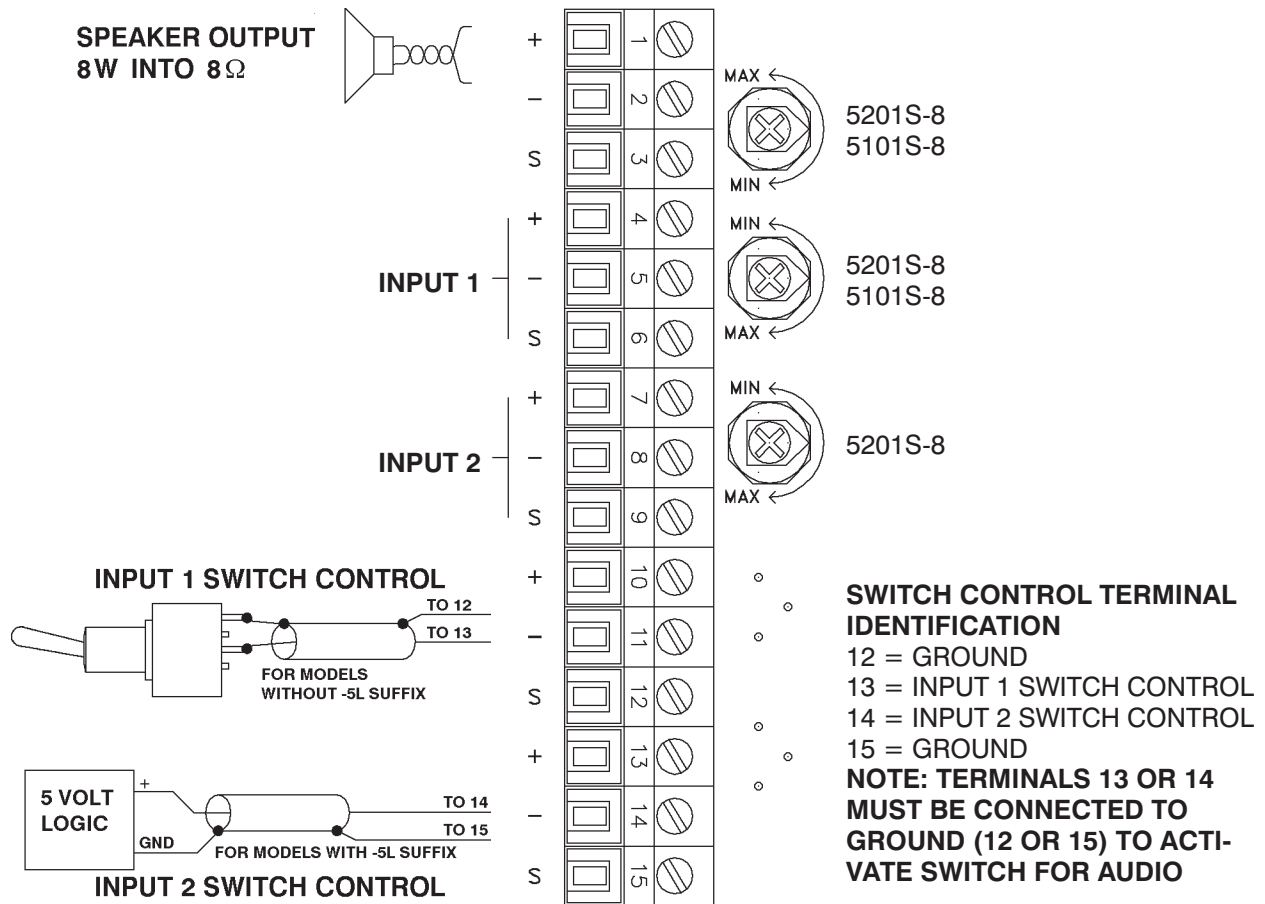 SPEAKER OUTPUT
8W INTO 8Ω
+ 1
− 2
S 3
MAX
MIN
5201S-8
5101S-8
INPUT 1
+ 4
− 5
S 6
MIN
MAX
5201S-8
5101S-8
INPUT 2
+ 7
− 8
S 9
MIN
MAX
5201S-8
+ 10
− 11
S 12
+ 13
− 14
S 15
INPUT 1 SWITCH CONTROL
TO 12
TO 13
FOR MODELS
WITHOUT -5L SUFFIX
5 VOLT
LOGIC
+
GND
TO 14
TO 15
FOR MODELS WITH -5L SUFFIX
INPUT 2 SWITCH CONTROL
SWITCH CONTROL TERMINAL
IDENTIFICATION
12 = GROUND
13 = INPUT 1 SWITCH CONTROL
14 = INPUT 2 SWITCH CONTROL
15 = GROUND
NOTE: TERMINALS 13 OR 14
MUST BE CONNECTED TO
GROUND (12 OR 15) TO ACTI-
VATE SWITCH FOR AUDIO